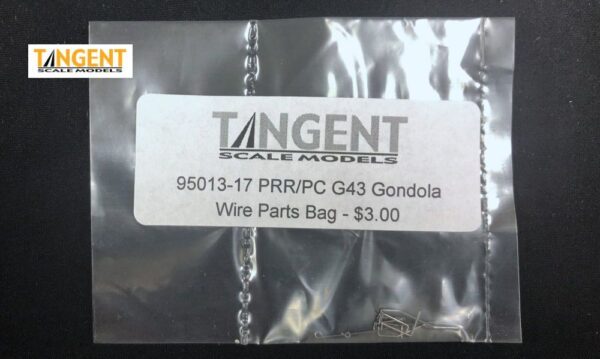 TANGENT
SCALE MODELS
TANGENT
SCALE MODELS
95013-17 PRR/PC G43 Gondola
Wire Parts Bag - $3.00